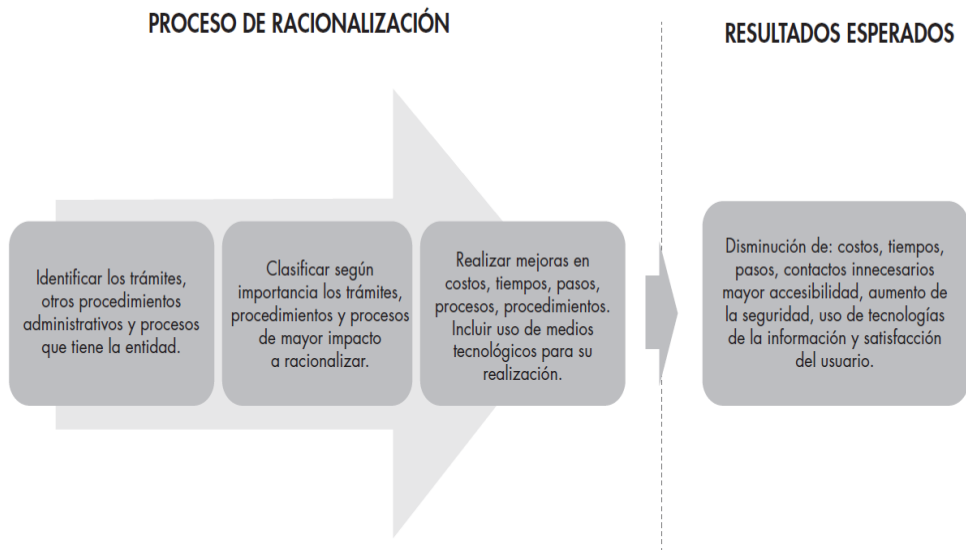 PROCESO DE RACIONALIZACIÓN
RESULTADOS ESPERADOS
Identificar los trámites,
otros procedimientos
administrativos y procesos
que tiene la entidad.
Clasificar según
importancia los trámites,
procedimientos y procesos
de mayor impacto
a racionalizar.
Realizar mejoras en
costos, tiempos, pasos,
procesos, procedimientos.
Incluir uso de medios
tecnológicos para su
realización.
Disminución de: costos, tiempos,
pasos, contactos innecesarios
mayor accesibilidad, aumento de
la seguridad, uso de tecnologías
de la información y satisfacción
del usuario.